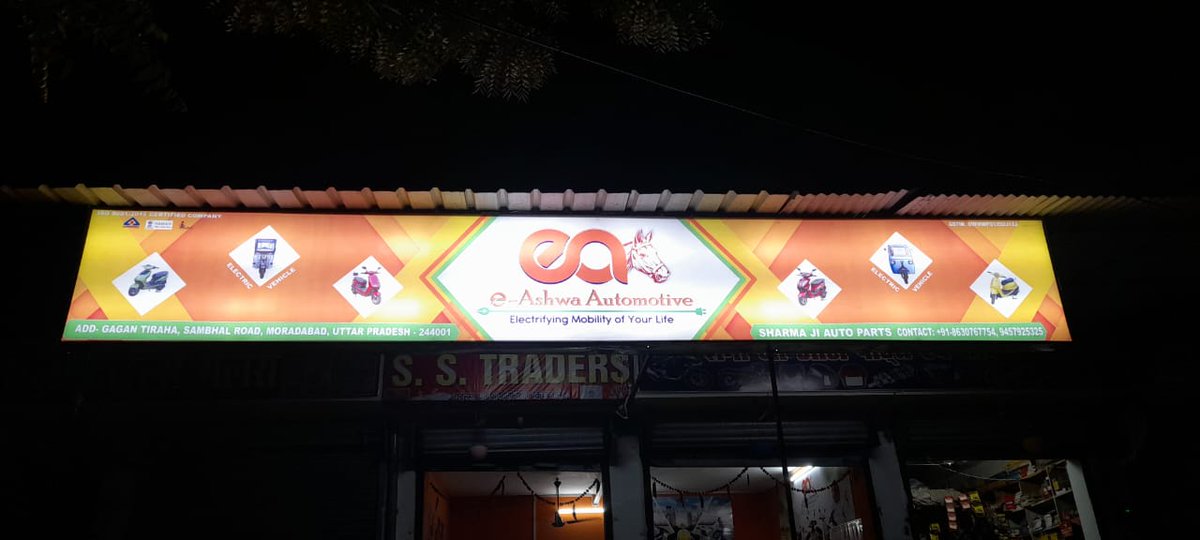 ISO 9001:2015 CERTIFIED COMPANY
ELECTRIC VEHICLE
ea
e-Ashwa Automotive
Electrifying Mobility of Your Life
ELECTRIC VEHICLE
ADD- GAGAN TIRAHA, SAMBHAL ROAD, MORADABAD, UTTAR PRADESH - 244001
SHARMA JI AUTO PARTS CONTACT: +91-8630767754, 9457925325
S. S. TRADERS